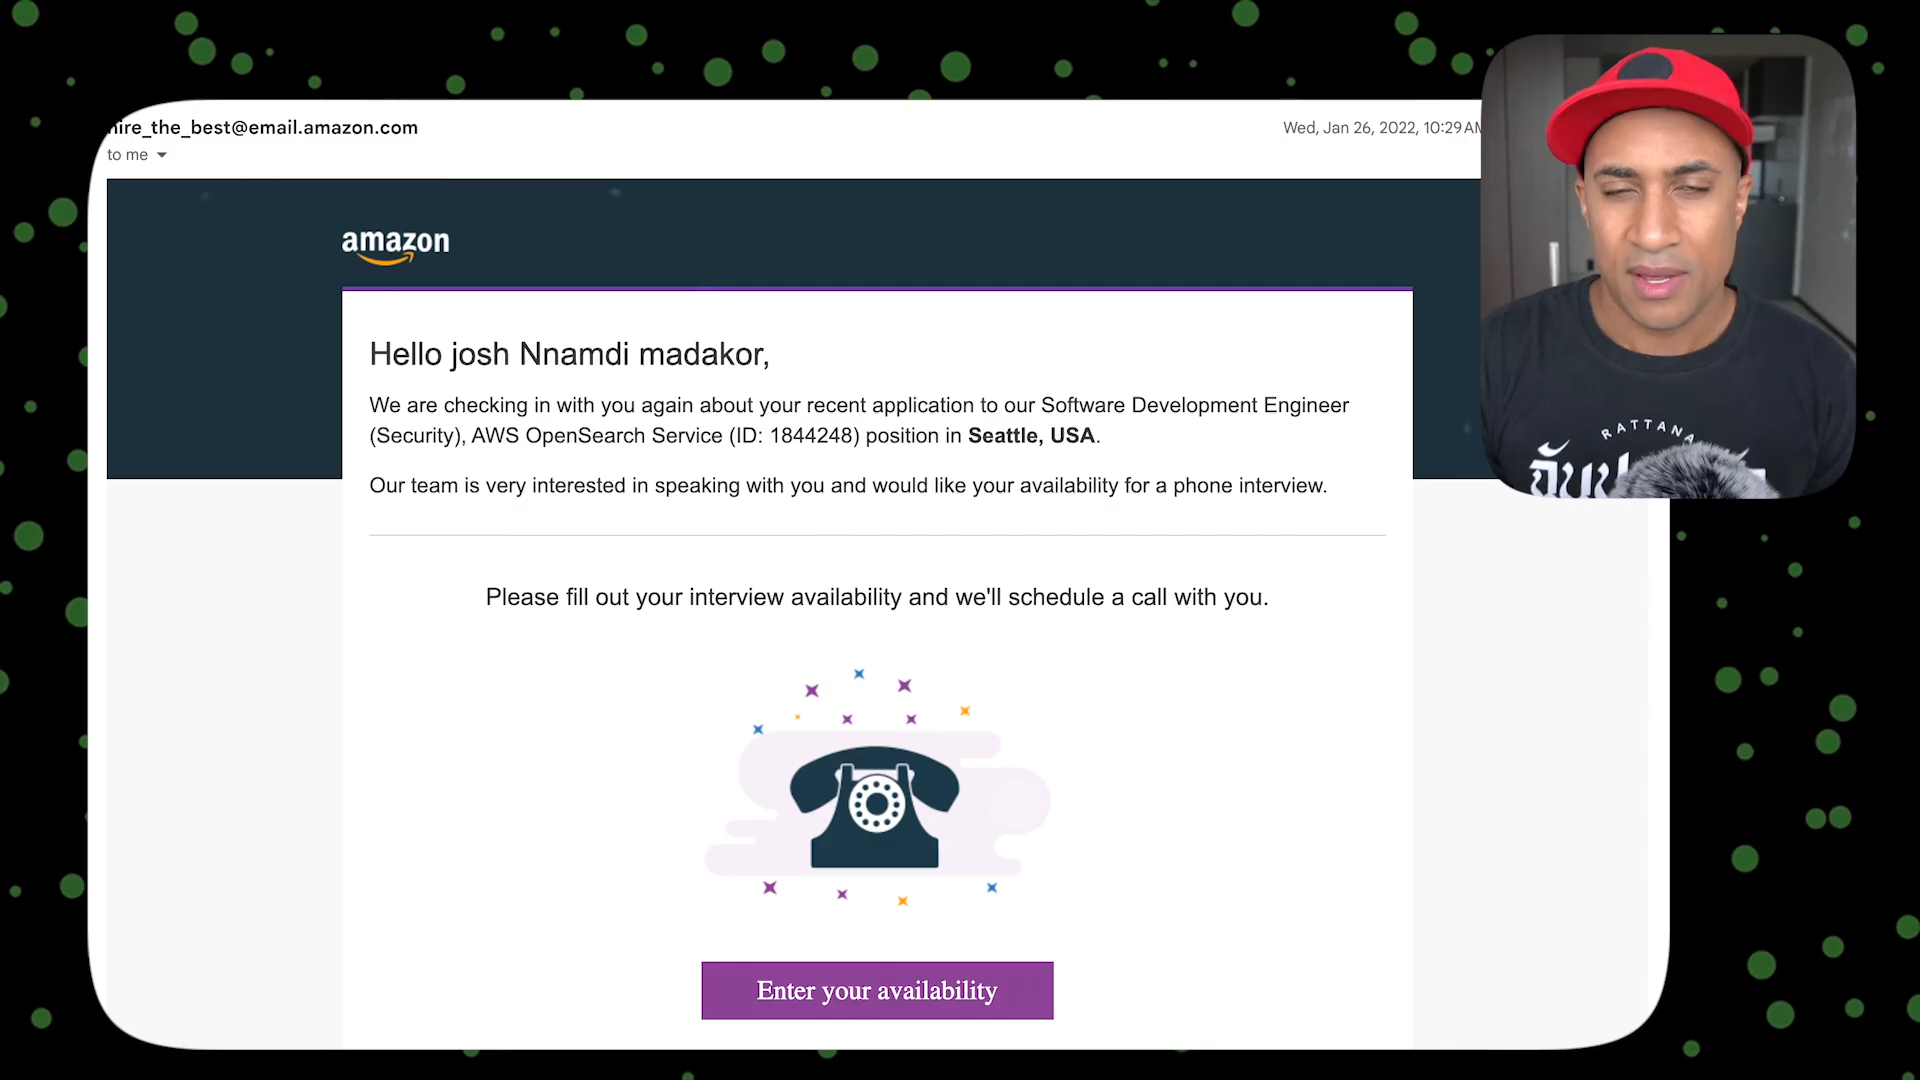 hire_the_best@email.amazon.com
Wed, Jan 26, 2022, 10:29 AM
to me
amazon
Hello josh Nnamdi madakor,
We are checking in with you again about your recent application to our Software Development Engineer
(Security), AWS OpenSearch Service (ID: 1844248) position in Seattle, USA.
Our team is very interested in speaking with you and would like your availability for a phone interview.
Please fill out your interview availability and we'll schedule a call with you.
Enter your availability
RATTANA